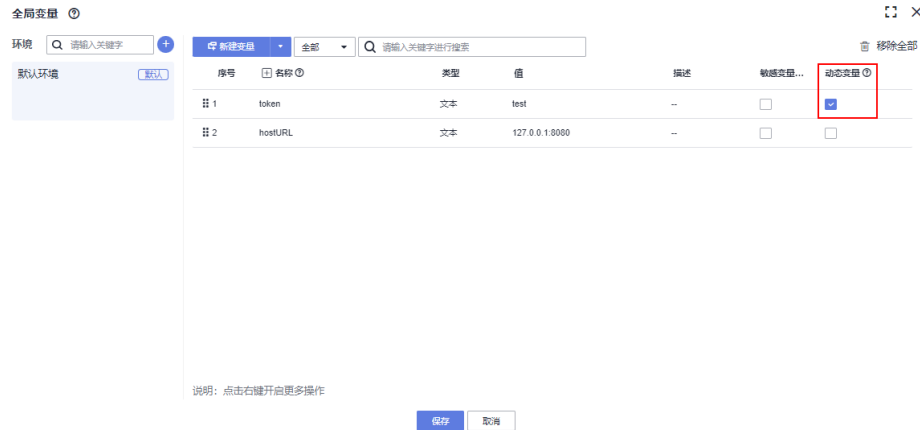 全局变量
环境 请输入关键字
新建变量 全部 请输入关键字进行搜索 移除全部
默认环境 默认
序号 名称 类型 值 描述 敏感变量... 动态变量
1 token 文本 test --
2 hostURL 文本 127.0.0.1:8080 --
说明：点击右键开启更多操作
保存 取消